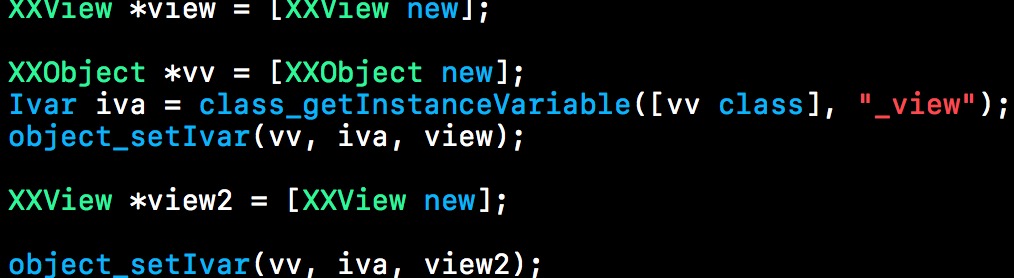 XXView *view = [XXView new];
XXObject *vv = [XXObject new];
Ivar iva = class_getInstanceVariable([vv class], "_view");
object_setIvar(vv, iva, view);
XXView *view2 = [XXView new];
object_setIvar(vv, iva, view2);